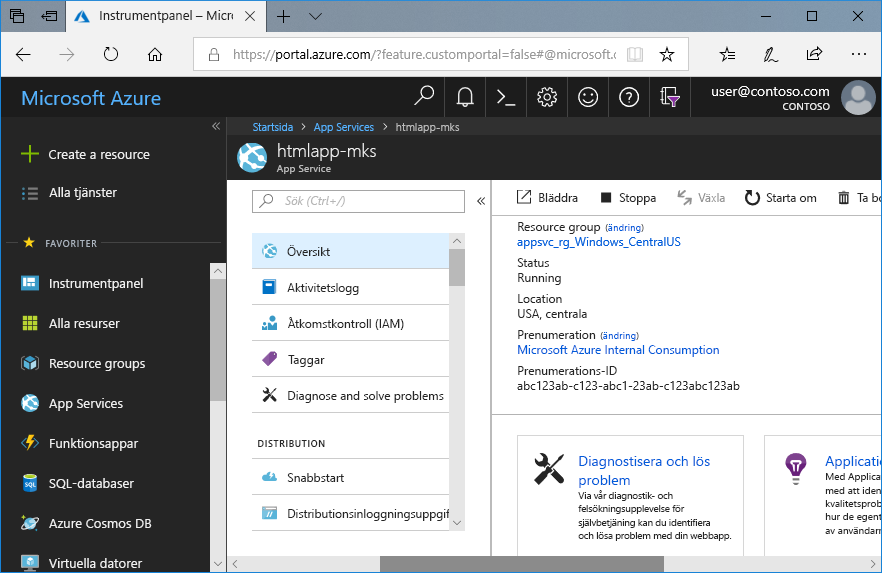 Instrumentpanel – Micr
https://portal.azure.com/?feature.customportal=false#@microsoft.c
Microsoft Azure
user@contoso.com
CONTOSO
Create a resource
Alla tjänster
FAVORITER
Instrumentpanel
Alla resurser
Resource groups
App Services
Funktionsappar
SQL-databaser
Azure Cosmos DB
Virtuella datorer
Startsida > App Services > htmlapp-mks
htmlapp-mks
App Service
Sök (Ctrl+/)
Översikt
Aktivitetslogg
Åtkomstkontroll (IAM)
Taggar
Diagnose and solve problems
DISTRIBUTION
Snabbstart
Distributionsinloggningsuppgif
Bläddra Stoppa Växla Starta om Ta bo
Resource group (ändring)
appsvc_rg_Windows_CentralUS
Status
Running
Location
USA, centrala
Prenumeration (ändring)
Microsoft Azure Internal Consumption
Prenumerations-ID
abc123ab-c123-abc1-23ab-c123abc123ab
Diagnostisera och lös
problem
Via vår diagnostik- och
felsökningsupplevelse för
självbetjäning kan du identifiera
och lösa problem med din webbapp.
Applicatio
Med Applica
med att iden
kvalitetsprob
hur de egent
av användarn